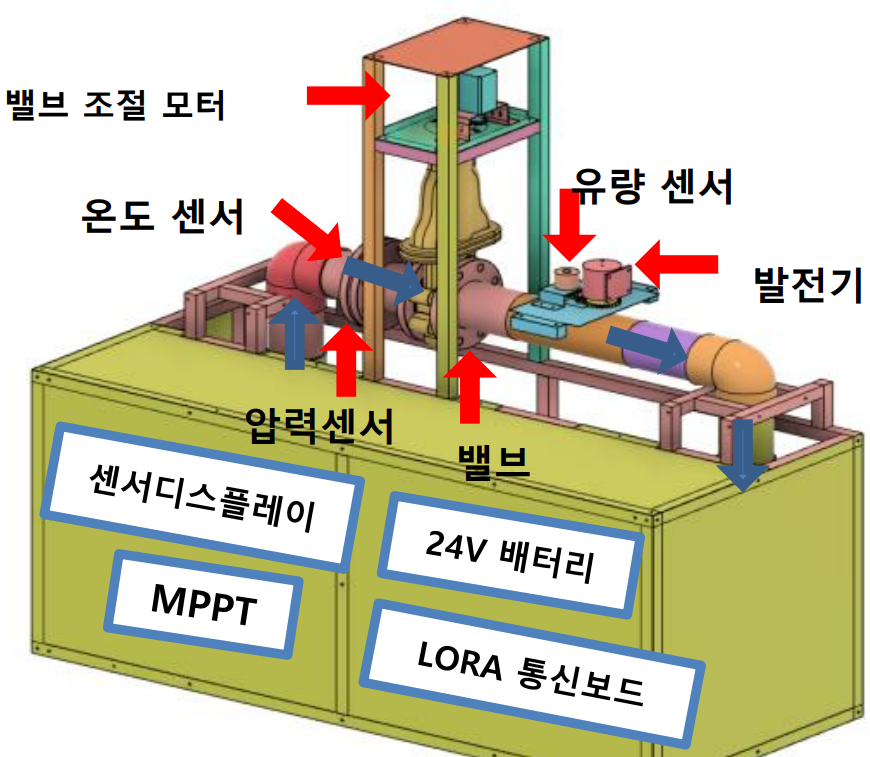 밸브 조절 모터
온도 센서
유량 센서
발전기
압력센서
밸브
센서디스플레이
24V 배터리
MPPT
LORA 통신보드